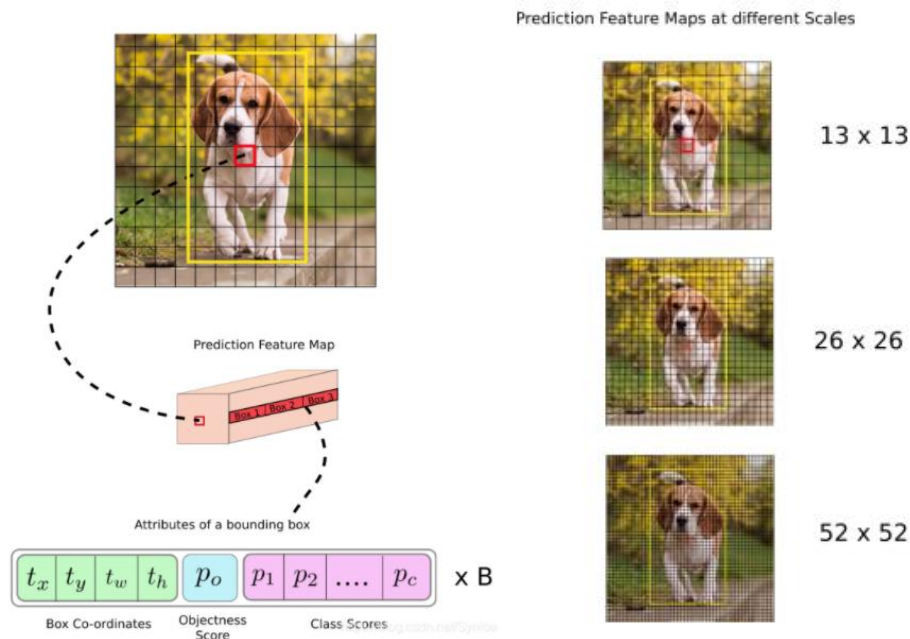 Prediction Feature Maps at different Scales
13 x 13
Prediction Feature Map
Box 1 Box 2 Box 3
26 x 26
Attributes of a bounding box
t_x t_y t_w t_h p_o p_1 p_2 .... p_c x B
Box Co-ordinates Objectness Score Class Scores
52 x 52